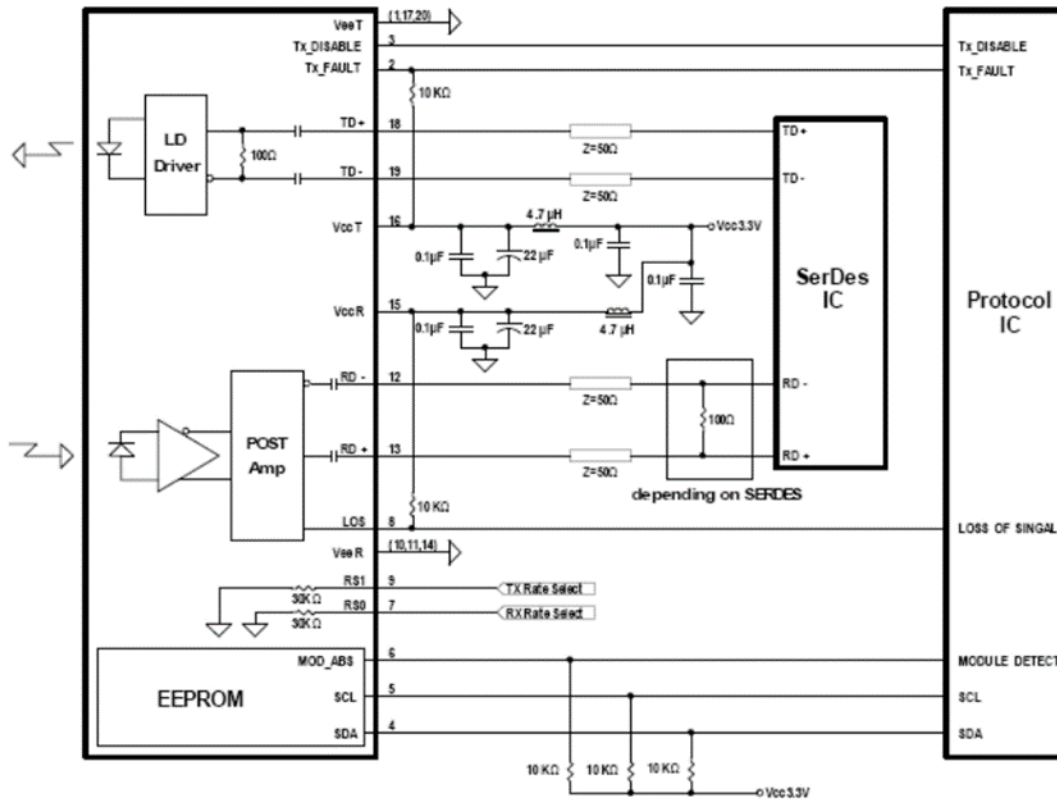 VeeT (1,17,20)
Tx_DISABLE 3 Tx_DISABLE
Tx_FAULT 2 Tx_FAULT
10 KΩ
LD
Driver
100Ω
TD+ 18 Z=50Ω TD+
TD- 19 Z=50Ω TD-
VccT 16 4.7 µH Vcc3.3V
0.1µF 22 µF 0.1µF 0.1µF
SerDes
IC
Protocol
IC
VccR 15
0.1µF 22 µF 4.7 µH
RD - 12 Z=50Ω RD -
100Ω
POST
Amp
RD + 13 Z=50Ω RD +
depending on SERDES
10 KΩ
LOS 8 LOSS OF SINGAL
VeeR (10,11,14)
RS1 9 TX Rate Select
30KΩ
RS0 7 RX Rate Select
30KΩ
MOD_ABS 6 MODULE DETECT
EEPROM
SCL 5 SCL
SDA 4 SDA
10 KΩ 10 KΩ 10 KΩ
Vcc3.3V